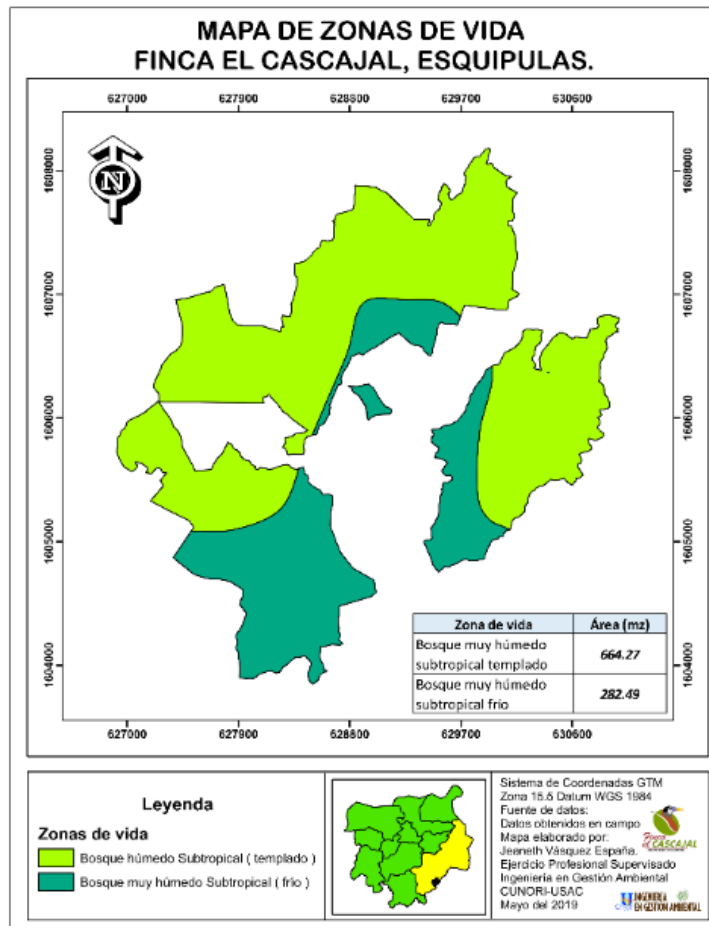 MAPA DE ZONAS DE VIDA
FINCA EL CASCAJAL, ESQUIPULAS.
627000 627900 628800 629700 630600
1608000 1608000
N
1607000 1607000
1606000 1606000
1605000 1605000
1604000 1604000
Zona de vida Área (mz)
Bosque muy húmedo
subtropical templado 664.27
Bosque muy húmedo
subtropical frio 282.49
627000 627900 628800 629700 630600
Leyenda
Zonas de vida
Bosque húmedo Subtropical ( templado )
Bosque muy húmedo Subtropical ( frío )
Sistema de Coordenadas GTM
Zona 15.5 Datum WGS 1984
Fuente de datos:
Datos obtenidos en campo
Mapa elaborado por:
Jeaneth Vásquez España.
Ejercicio Profesional Supervisado
Ingenieria en Gestión Ambiental
CUNORI-USAC
Mayo del 2019
Finca
el CASCAJAL
INGENIERIA
EN GESTION AMBIENTAL